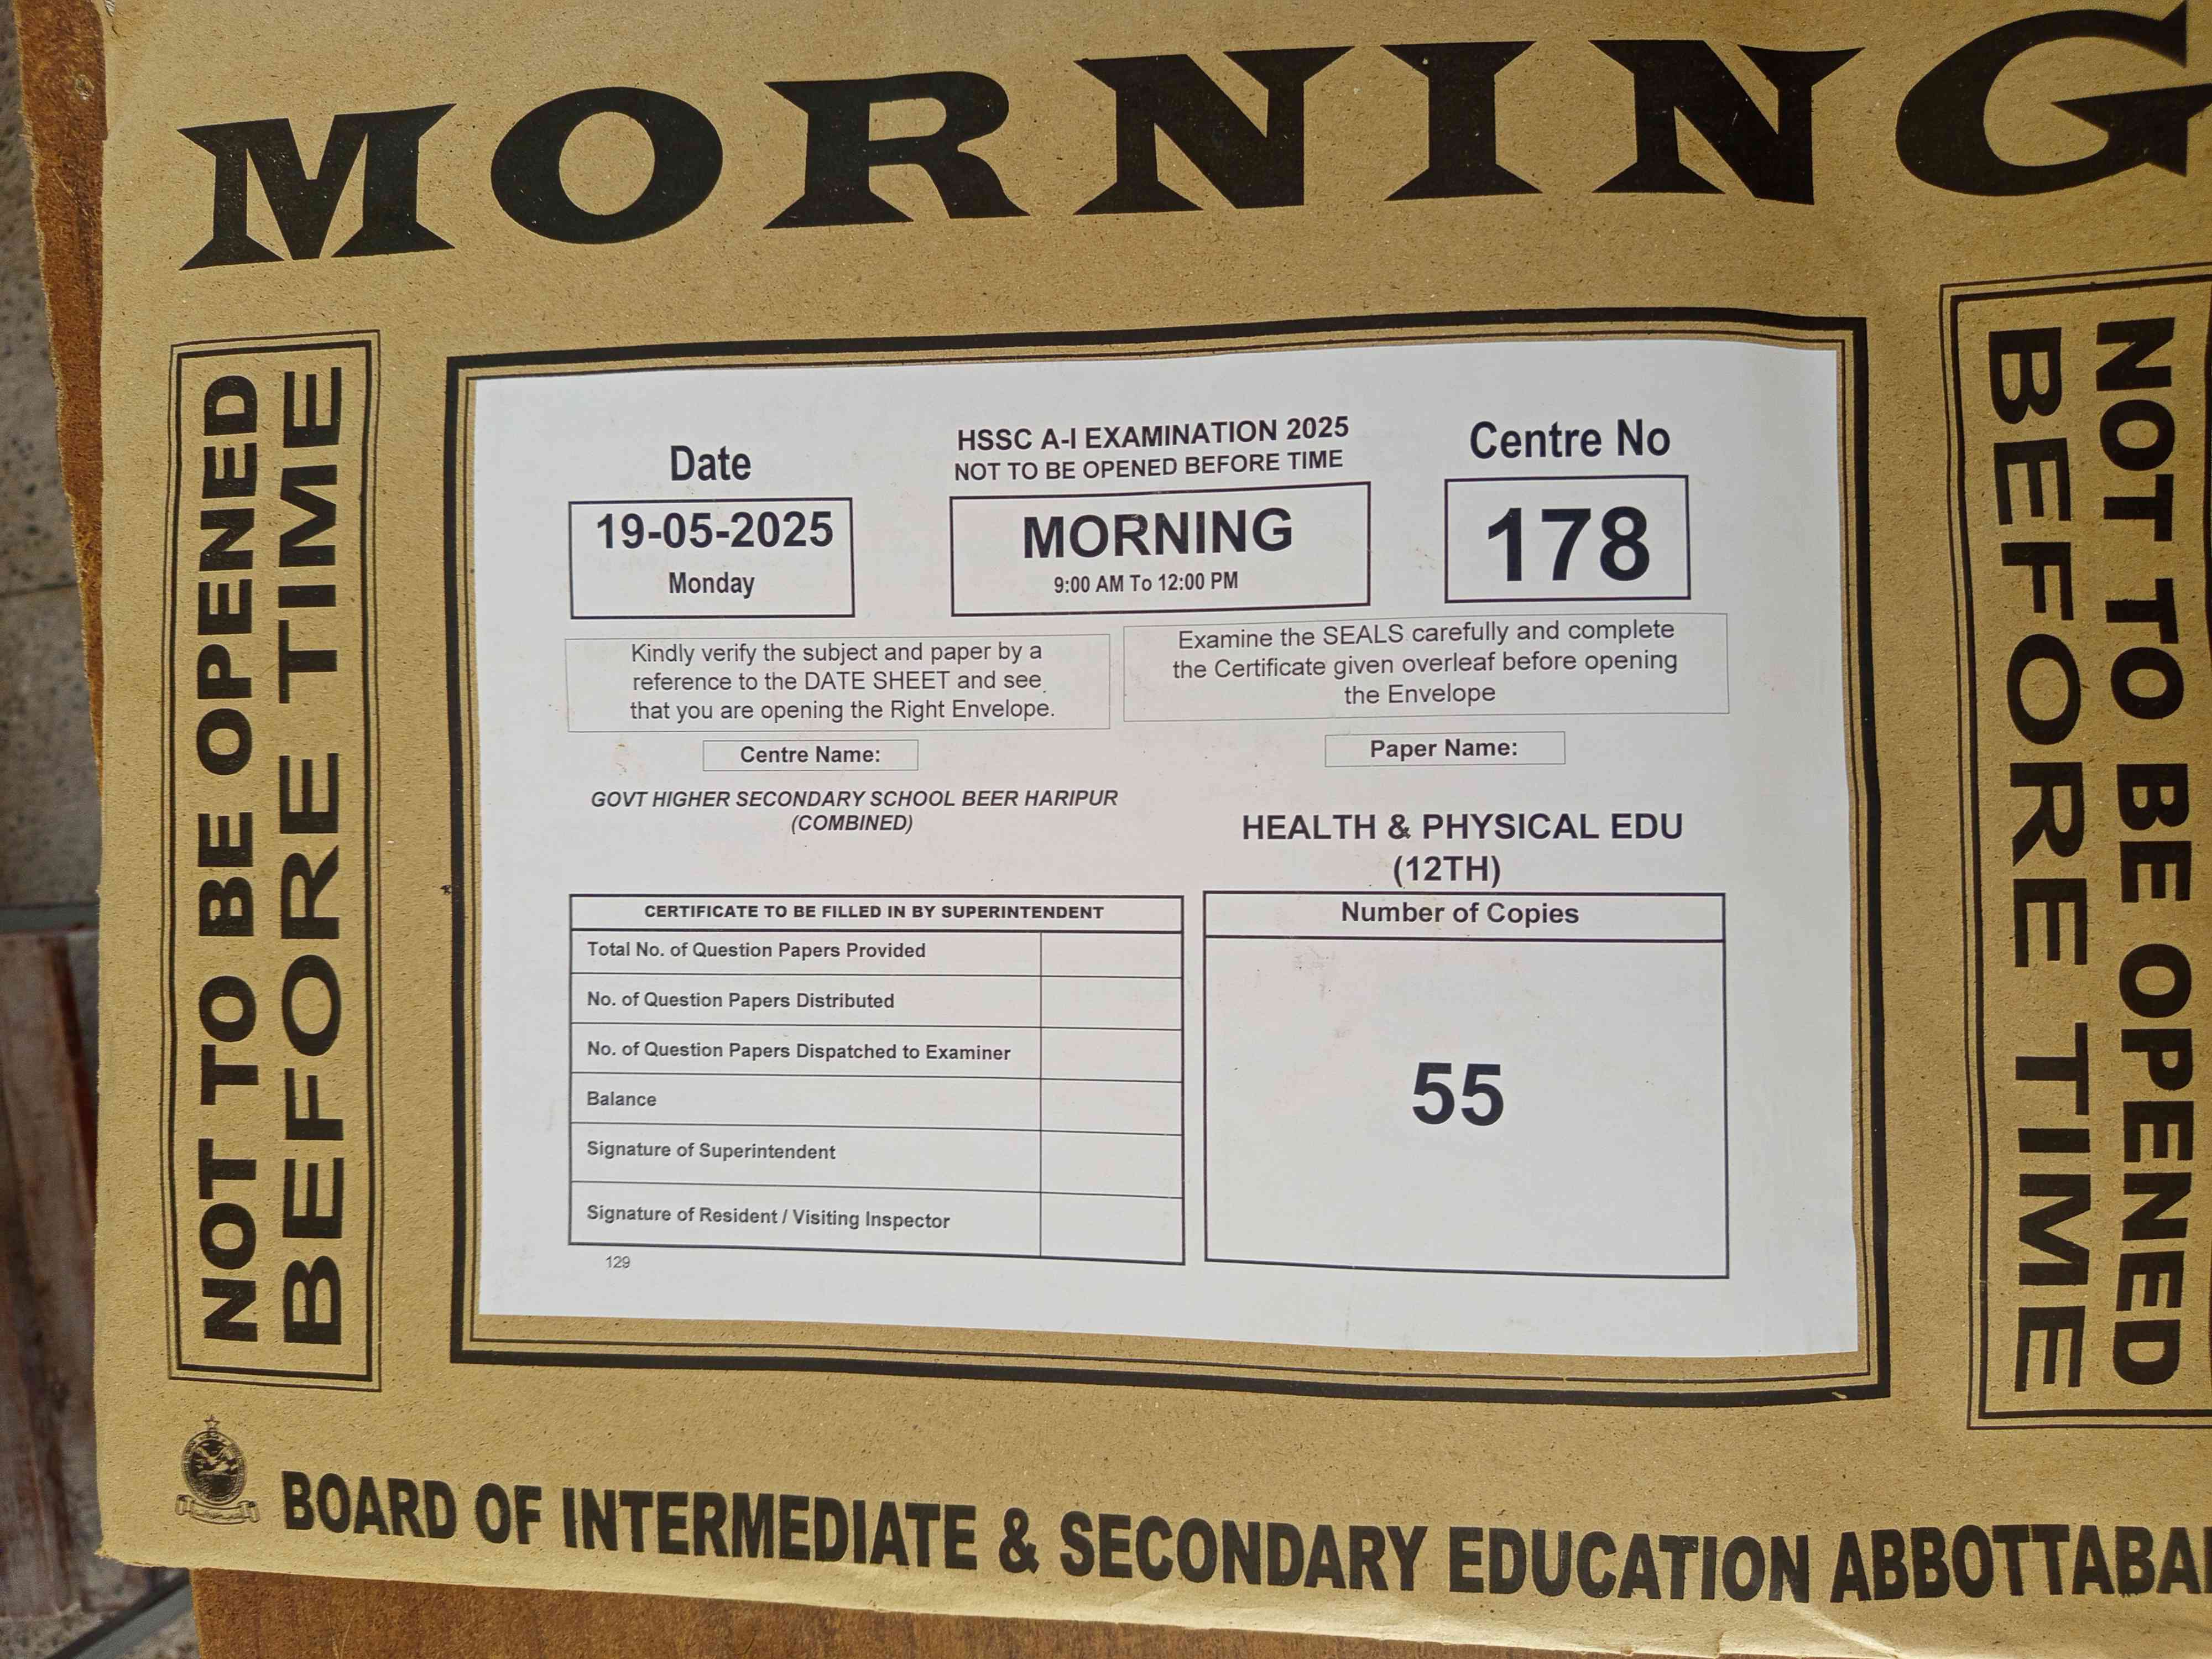 MORNING
NOT TO BE OPENED
BEFORE TIME
Date
19-05-2025
Monday
HSSC A-I EXAMINATION 2025
NOT TO BE OPENED BEFORE TIME
MORNING
9:00 AM To 12:00 PM
Centre No
178
Kindly verify the subject and paper by a
reference to the DATE SHEET and see
that you are opening the Right Envelope.
Examine the SEALS carefully and complete
the Certificate given overleaf before opening
the Envelope
Centre Name:
GOVT HIGHER SECONDARY SCHOOL BEER HARIPUR
(COMBINED)
Paper Name:
HEALTH & PHYSICAL EDU
(12TH)
CERTIFICATE TO BE FILLED IN BY SUPERINTENDENT
Total No. of Question Papers Provided
No. of Question Papers Distributed
No. of Question Papers Dispatched to Examiner
Balance
Signature of Superintendent
Signature of Resident / Visiting Inspector
129
Number of Copies
55
NOT TO BE OPENED
BEFORE TIME
BOARD OF INTERMEDIATE & SECONDARY EDUCATION ABBOTTABA